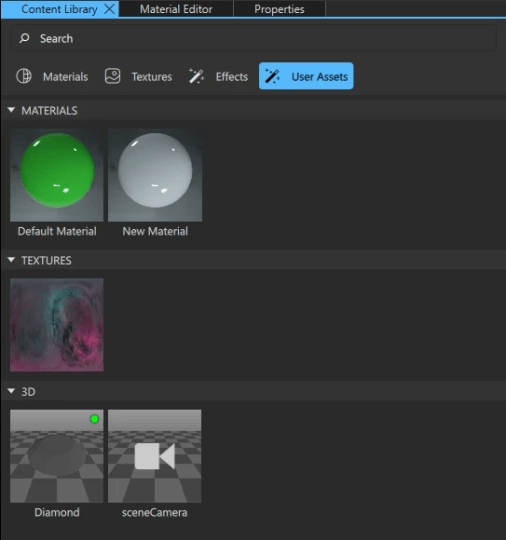 Content Library
Material Editor
Properties
Search
Materials
Textures
Effects
User Assets
MATERIALS
Default Material
New Material
TEXTURES
3D
Diamond
sceneCamera